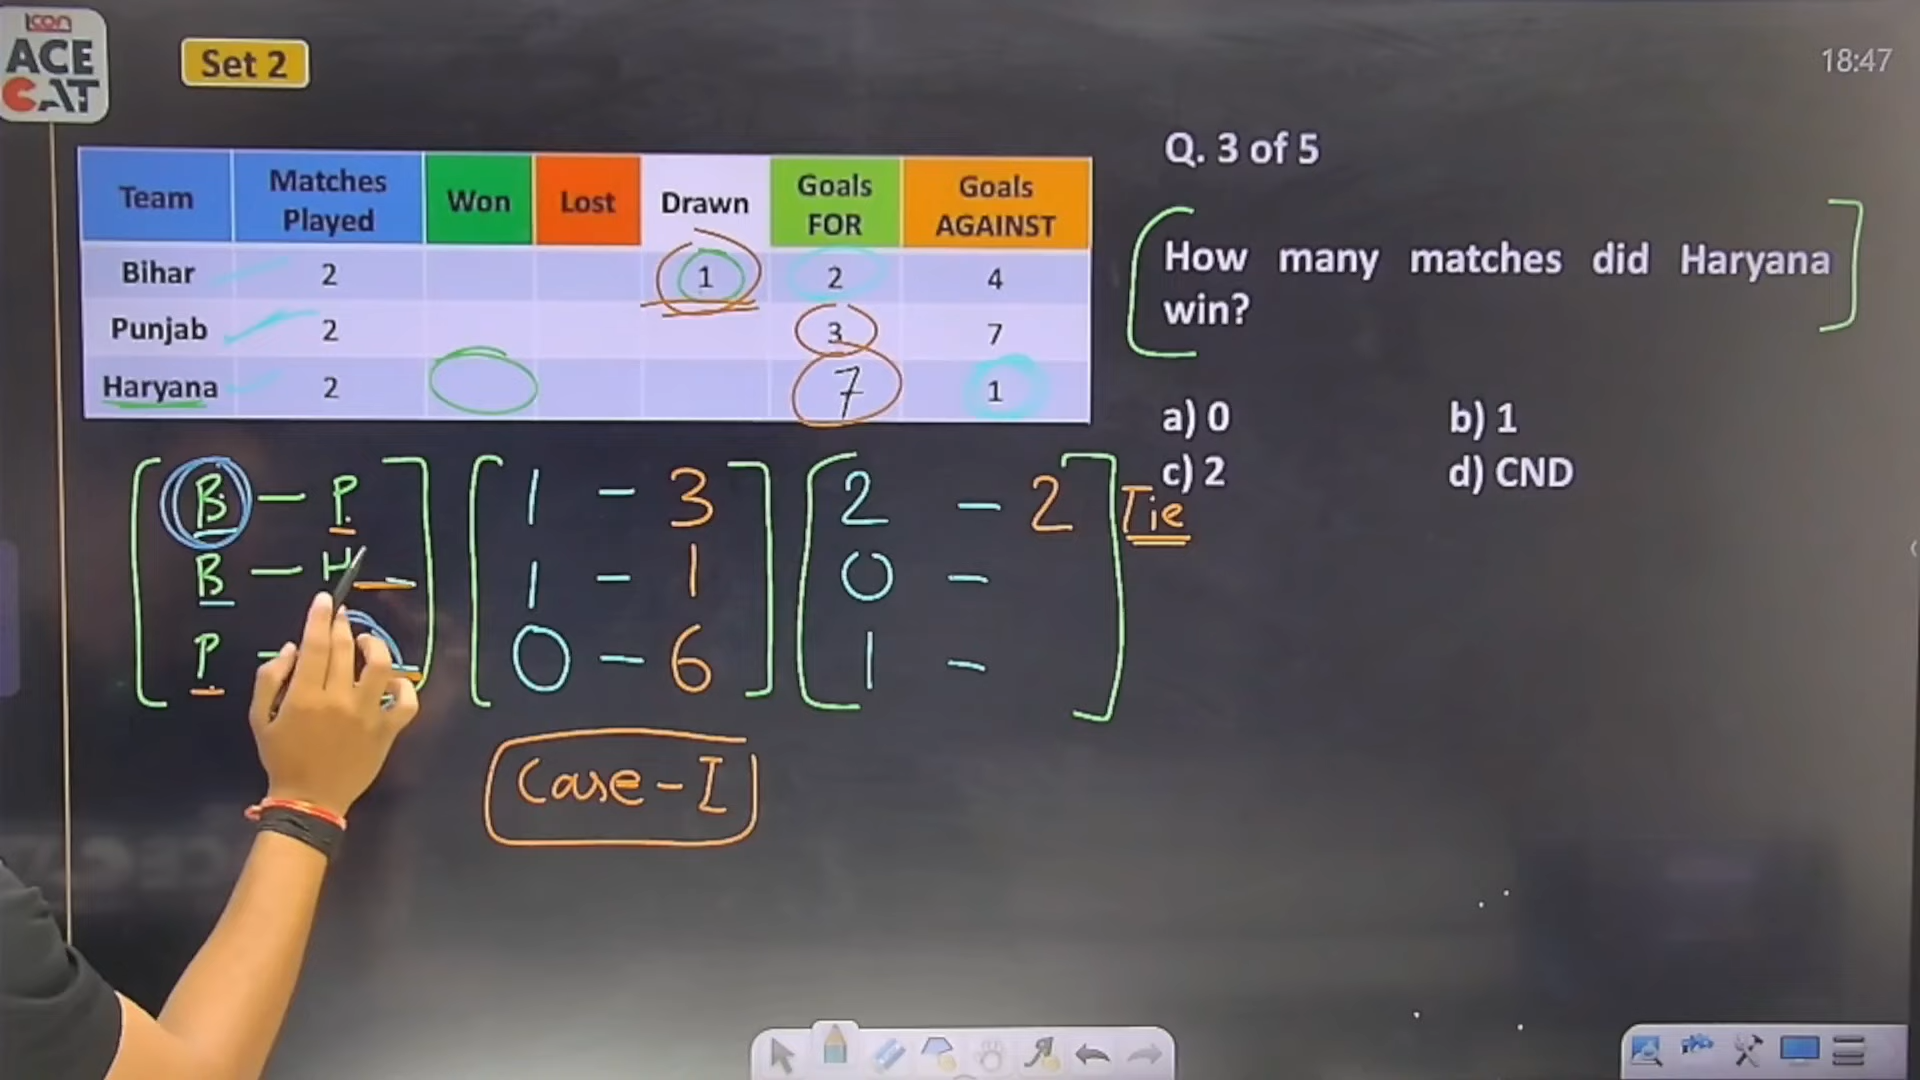 Icon
ACE
CAT
Set 2
18:47
Team Matches Played Won Lost Drawn Goals FOR Goals AGAINST
Bihar 2 1 2 4
Punjab 2 3 7
Haryana 2 7 1
Q. 3 of 5
How many matches did Haryana
win?
a) 0 b) 1
c) 2 d) CND
B - P 1 - 3 2 - 2 Tie
B - H 1 - 1 0 -
P - 0 - 6 1 -
Case - I